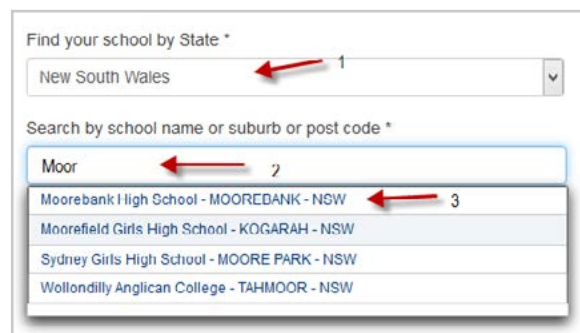 Find your school by State *
New South Wales
1
Search by school name or suburb or post code *
Moor
2
Moorebank High School - MOOREBANK - NSW
3
Moorefield Girls High School - KOGARAH - NSW
Sydney Girls High School - MOORE PARK - NSW
Wollondilly Anglican College - TAHMOOR - NSW